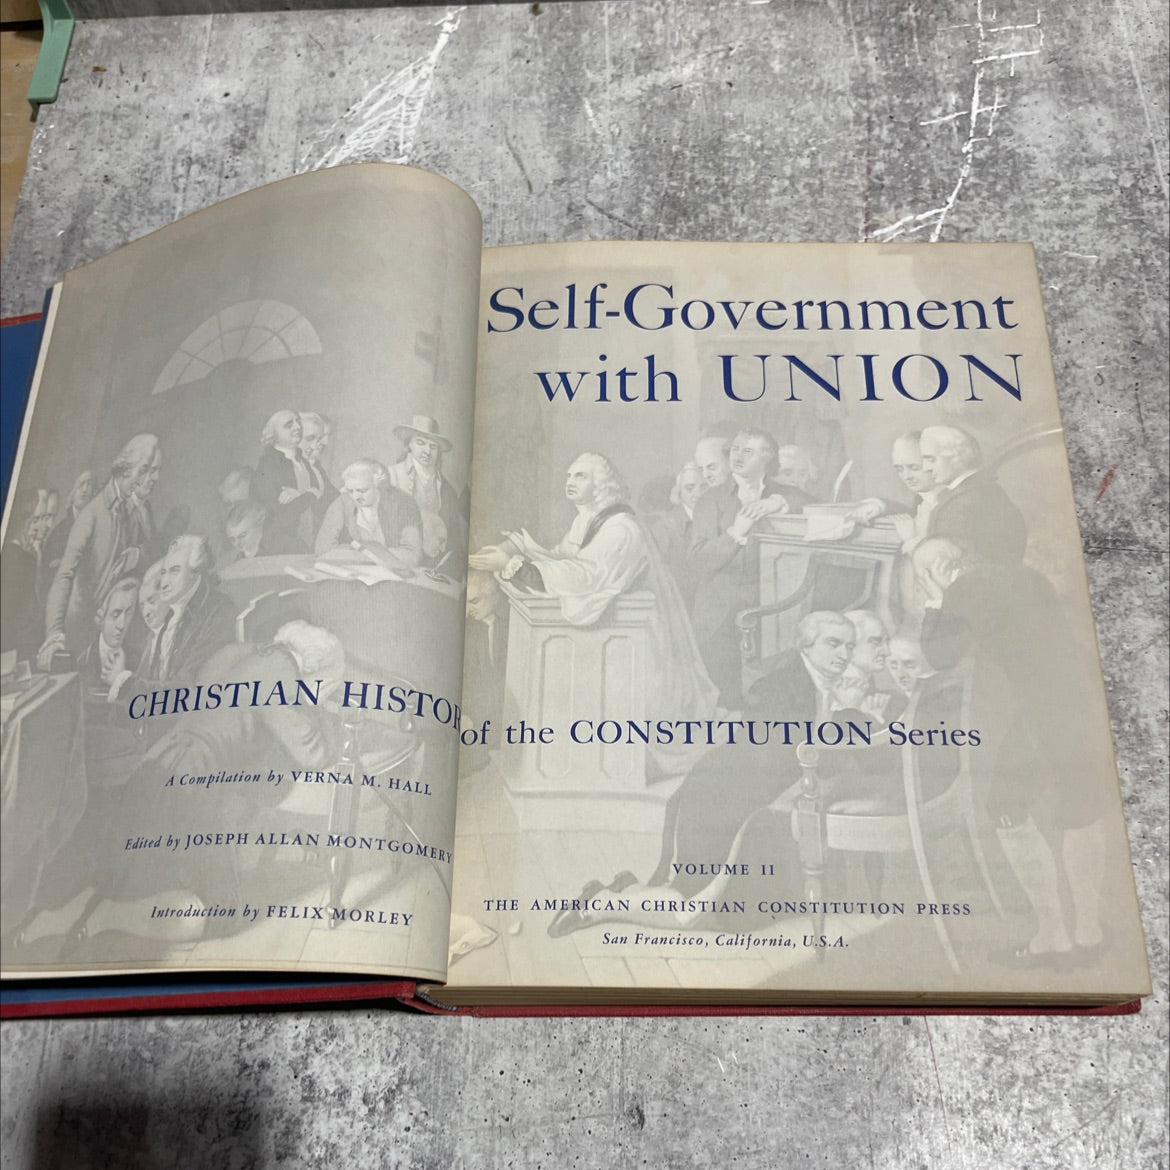 Self-Government
with UNION
CHRISTIAN HISTOR of the CONSTITUTION Series
A Compilation by VERNA M. HALL
Edited by JOSEPH ALLAN MONTGOMERY
Introduction by FELIX MORLEY
VOLUME II
THE AMERICAN CHRISTIAN CONSTITUTION PRESS
San Francisco, California, U.S.A.